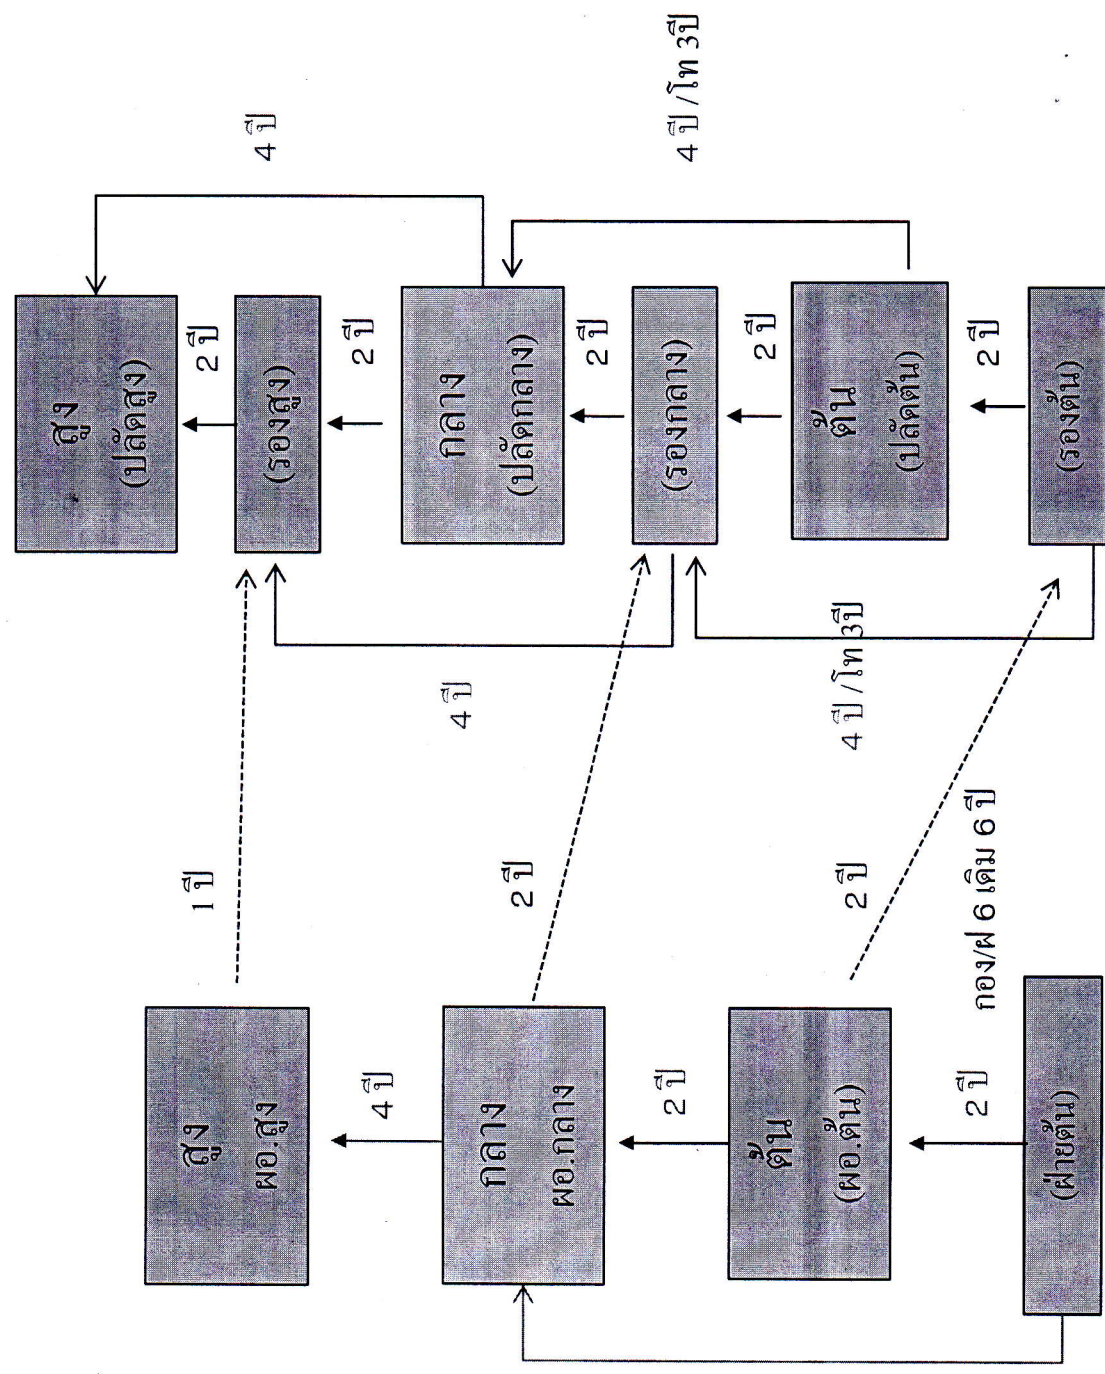 สูง
(ปลัดสูง)
4 ปี
สูง
ผอ.สูง
1 ปี
2 ปี
(รองสูง)
4 ปี
2 ปี
กลาง
ผอ.กลาง
4 ปี
กลาง
(ปลัดกลาง)
2 ปี
2 ปี
2 ปี
(รองกลาง)
4 ปี /โท 3ปี
ต้น
(ผอ.ต้น)
2 ปี
4 ปี /โท 3ปี
2 ปี
ต้น
(ปลัดต้น)
2 ปี
กอง/ฝ 6 เดิม 6 ปี
2 ปี
(ฝ่ายต้น)
(รองต้น)